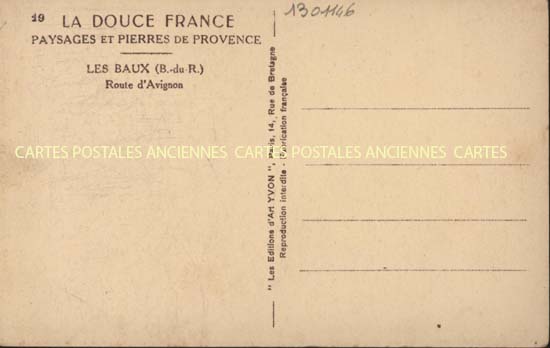 19 LA DOUCE FRANCE
PAYSAGES ET PIERRES DE PROVENCE
LES BAUX (B.-du-R.)
Route d'Avignon
1301146
CARTES POSTALES ANCIENNES CARTES POSTALES ANCIENNES CARTES
" Les Editions d'Art YVON ", Paris, 14, Rue de Bretagne
Reproduction interdite - Fabrication française